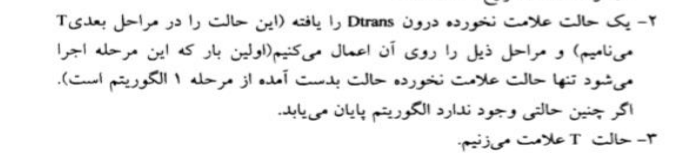 ۲- یک حالت علامت نخورده درون Dtrans را یافته (این حالت را در مراحل بعدی T
می‌نامیم) و مراحل ذیل را روی آن اعمال می‌کنیم(اولین بار که این مرحله اجرا
می‌شود تنها حالت علامت نخورده حالت بدست آمده از مرحله ۱ الگوریتم است).
اگر چنین حالتی وجود ندارد الگوریتم پایان می‌یابد.
۳- حالت T علامت می‌زنیم.